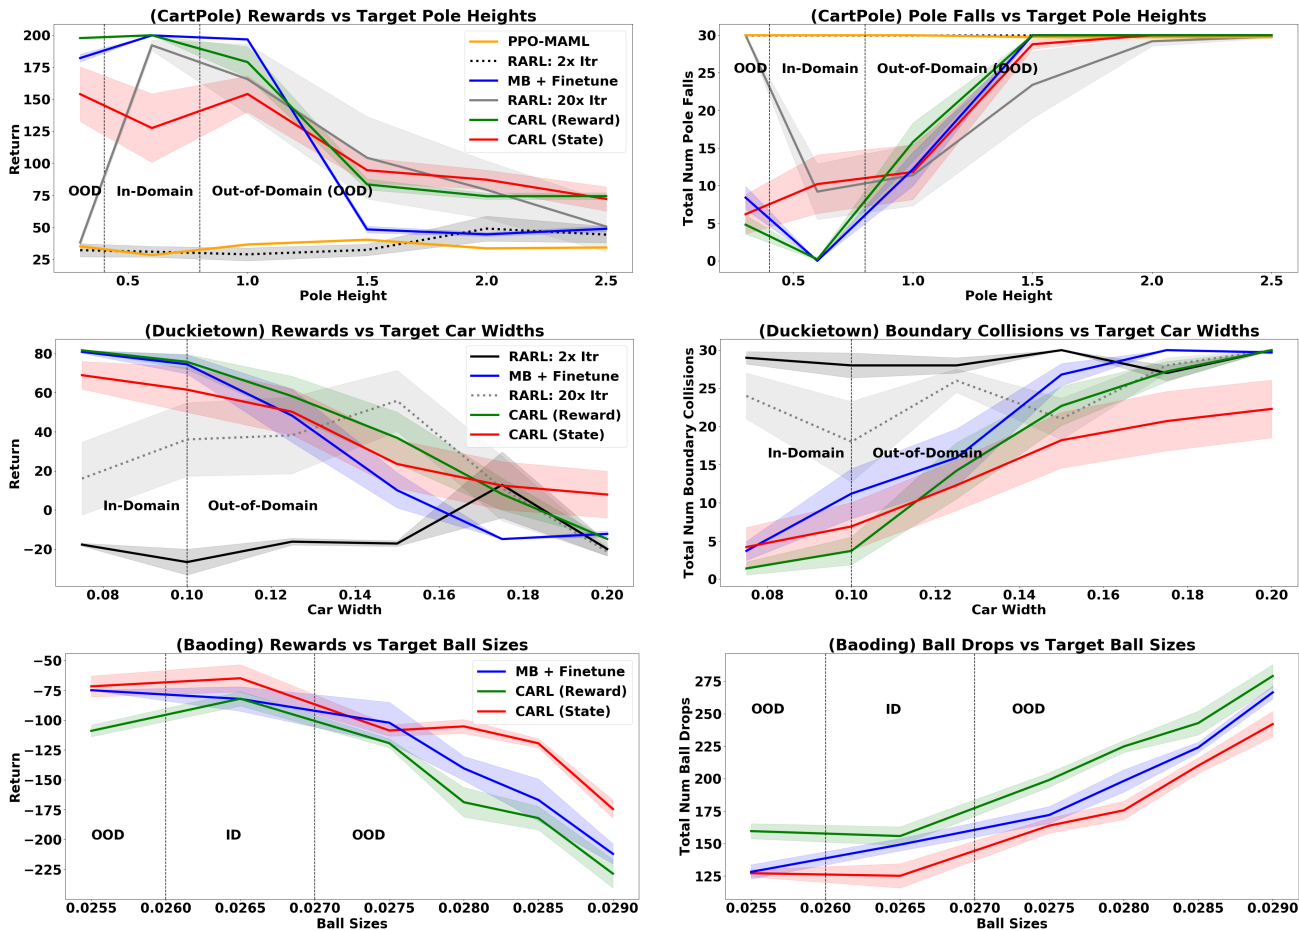 (CartPole) Rewards vs Target Pole Heights
200
175
150
125
100
75
50
25
Return
PPO-MAML
RARL: 2x Itr
MB + Finetune
RARL: 20x Itr
CARL (Reward)
CARL (State)
OOD In-Domain Out-of-Domain (OOD)
0.5 1.0 1.5 2.0 2.5
Pole Height
(CartPole) Pole Falls vs Target Pole Heights
30
25
20
15
10
5
0
Total Num Pole Falls
OOD In-Domain Out-of-Domain (OOD)
0.5 1.0 1.5 2.0 2.5
Pole Height
(Duckietown) Rewards vs Target Car Widths
80
60
40
20
0
−20
Return
RARL: 2x Itr
MB + Finetune
RARL: 20x Itr
CARL (Reward)
CARL (State)
In-Domain Out-of-Domain
0.08 0.10 0.12 0.14 0.16 0.18 0.20
Car Width
(Duckietown) Boundary Collisions vs Target Car Widths
30
25
20
15
10
5
0
Total Num Boundary Collisions
In-Domain Out-of-Domain
0.08 0.10 0.12 0.14 0.16 0.18 0.20
Car Width
(Baoding) Rewards vs Target Ball Sizes
−50
−75
−100
−125
−150
−175
−200
−225
Return
MB + Finetune
CARL (Reward)
CARL (State)
OOD ID OOD
0.0255 0.0260 0.0265 0.0270 0.0275 0.0280 0.0285 0.0290
Ball Sizes
(Baoding) Ball Drops vs Target Ball Sizes
275
250
225
200
175
150
125
Total Num Ball Drops
OOD ID OOD
0.0255 0.0260 0.0265 0.0270 0.0275 0.0280 0.0285 0.0290
Ball Sizes